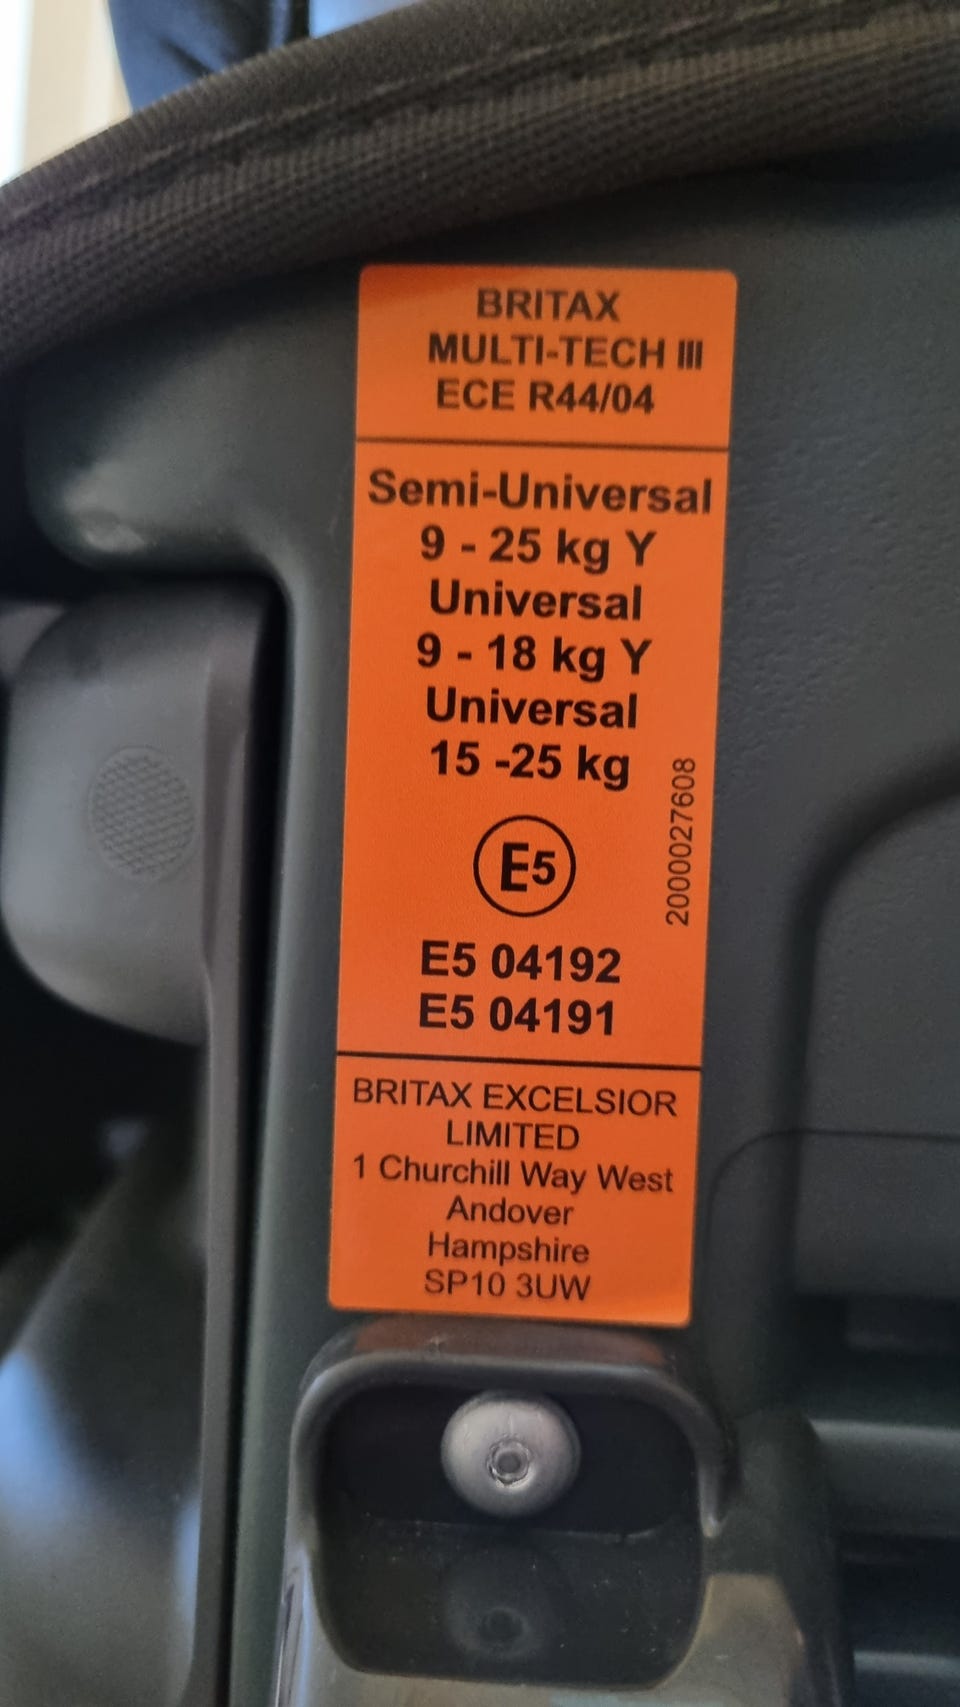 BRITAX
MULTI-TECH III
ECE R44/04
Semi-Universal
9 - 25 kg Y
Universal
9 - 18 kg Y
Universal
15 -25 kg
E5
2000027608
E5 04192
E5 04191
BRITAX EXCELSIOR
LIMITED
1 Churchill Way West
Andover
Hampshire
SP10 3UW